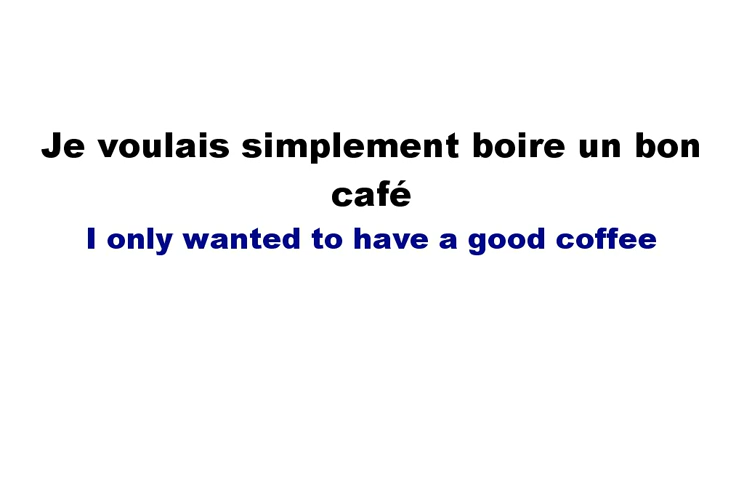 Je voulais simplement boire un bon
café
I only wanted to have a good coffee